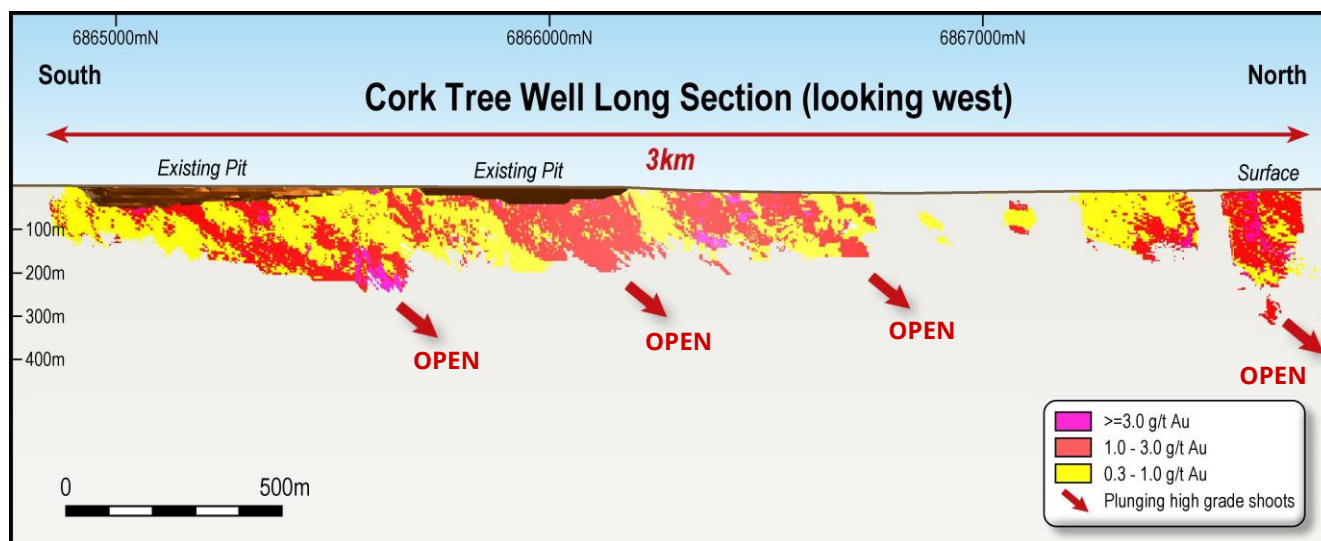 6865000mN 6866000mN 6867000mN
South North
Cork Tree Well Long Section (looking west)
3km
Existing Pit Existing Pit Surface
100m
200m
300m
400m
OPEN OPEN OPEN OPEN
>=3.0 g/t Au
1.0 - 3.0 g/t Au
0.3 - 1.0 g/t Au
Plunging high grade shoots
0 500m